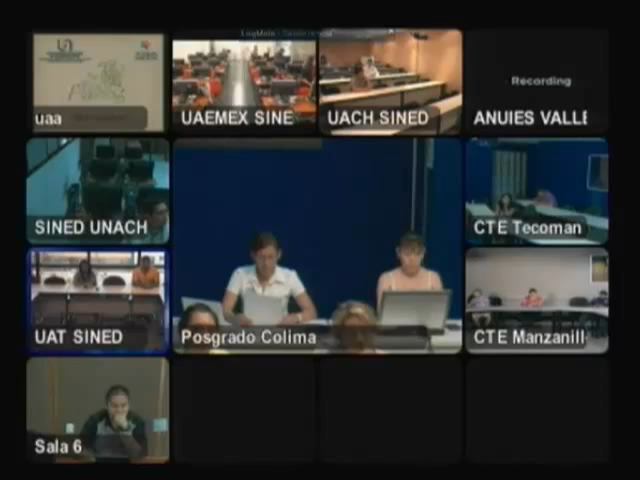 uaa
UAEMEX SINE
UACH SINED
Recording
ANUIES VALLE
SINED UNACH
CTE Tecoman
UAT SINED
Posgrado Colima
CTE Manzanill
Sala 6